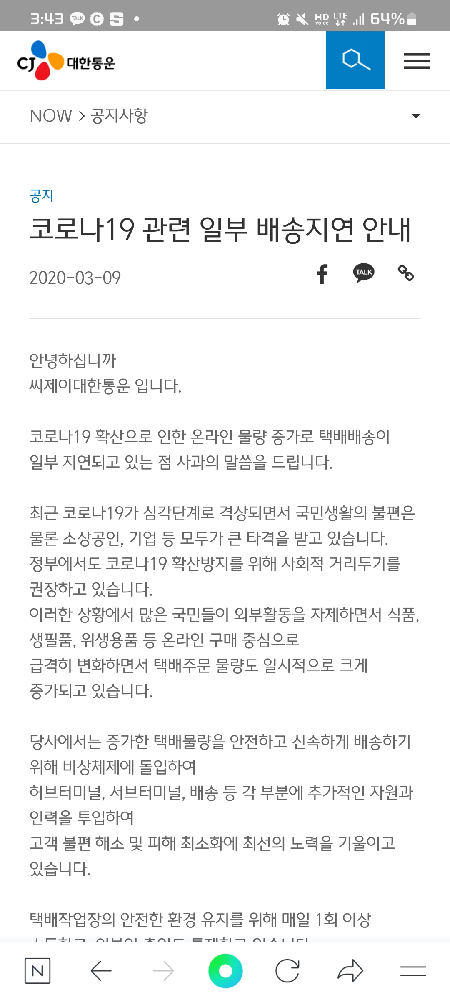 3:43 TALK C S HD voice LTE 64%
CJ대한통운
NOW > 공지사항
공지
코로나19 관련 일부 배송지연 안내
2020-03-09 f TALK
안녕하십니까
씨제이대한통운 입니다.
코로나19 확산으로 인한 온라인 물량 증가로 택배배송이
일부 지연되고 있는 점 사과의 말씀을 드립니다.
최근 코로나19가 심각단계로 격상되면서 국민생활의 불편은
물론 소상공인, 기업 등 모두가 큰 타격을 받고 있습니다.
정부에서도 코로나19 확산방지를 위해 사회적 거리두기를
권장하고 있습니다.
이러한 상황에서 많은 국민들이 외부활동을 자제하면서 식품,
생필품, 위생용품 등 온라인 구매 중심으로
급격히 변화하면서 택배주문 물량도 일시적으로 크게
증가되고 있습니다.
당사에서는 증가한 택배물량을 안전하고 신속하게 배송하기
위해 비상체제에 돌입하여
허브터미널, 서브터미널, 배송 등 각 부분에 추가적인 자원과
인력을 투입하여
고객 불편 해소 및 피해 최소화에 최선의 노력을 기울이고
있습니다.
택배작업장의 안전한 환경 유지를 위해 매일 1회 이상
N